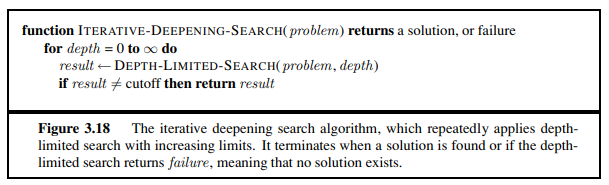 function ITERATIVE-DEEPENING-SEARCH(problem) returns a solution, or failure
for depth = 0 to ∞ do
result ← DEPTH-LIMITED-SEARCH(problem, depth)
if result ≠ cutoff then return result
Figure 3.18 The iterative deepening search algorithm, which repeatedly applies depth-
limited search with increasing limits. It terminates when a solution is found or if the depth-
limited search returns failure, meaning that no solution exists.